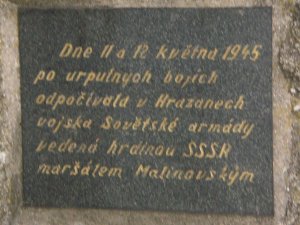 Dne 11 a 12 května 1945
po urputných bojích
odpočívala v Hrazanech
vojska Sovětské armády
vedená hrdinou SSSR
maršálem Malinovským